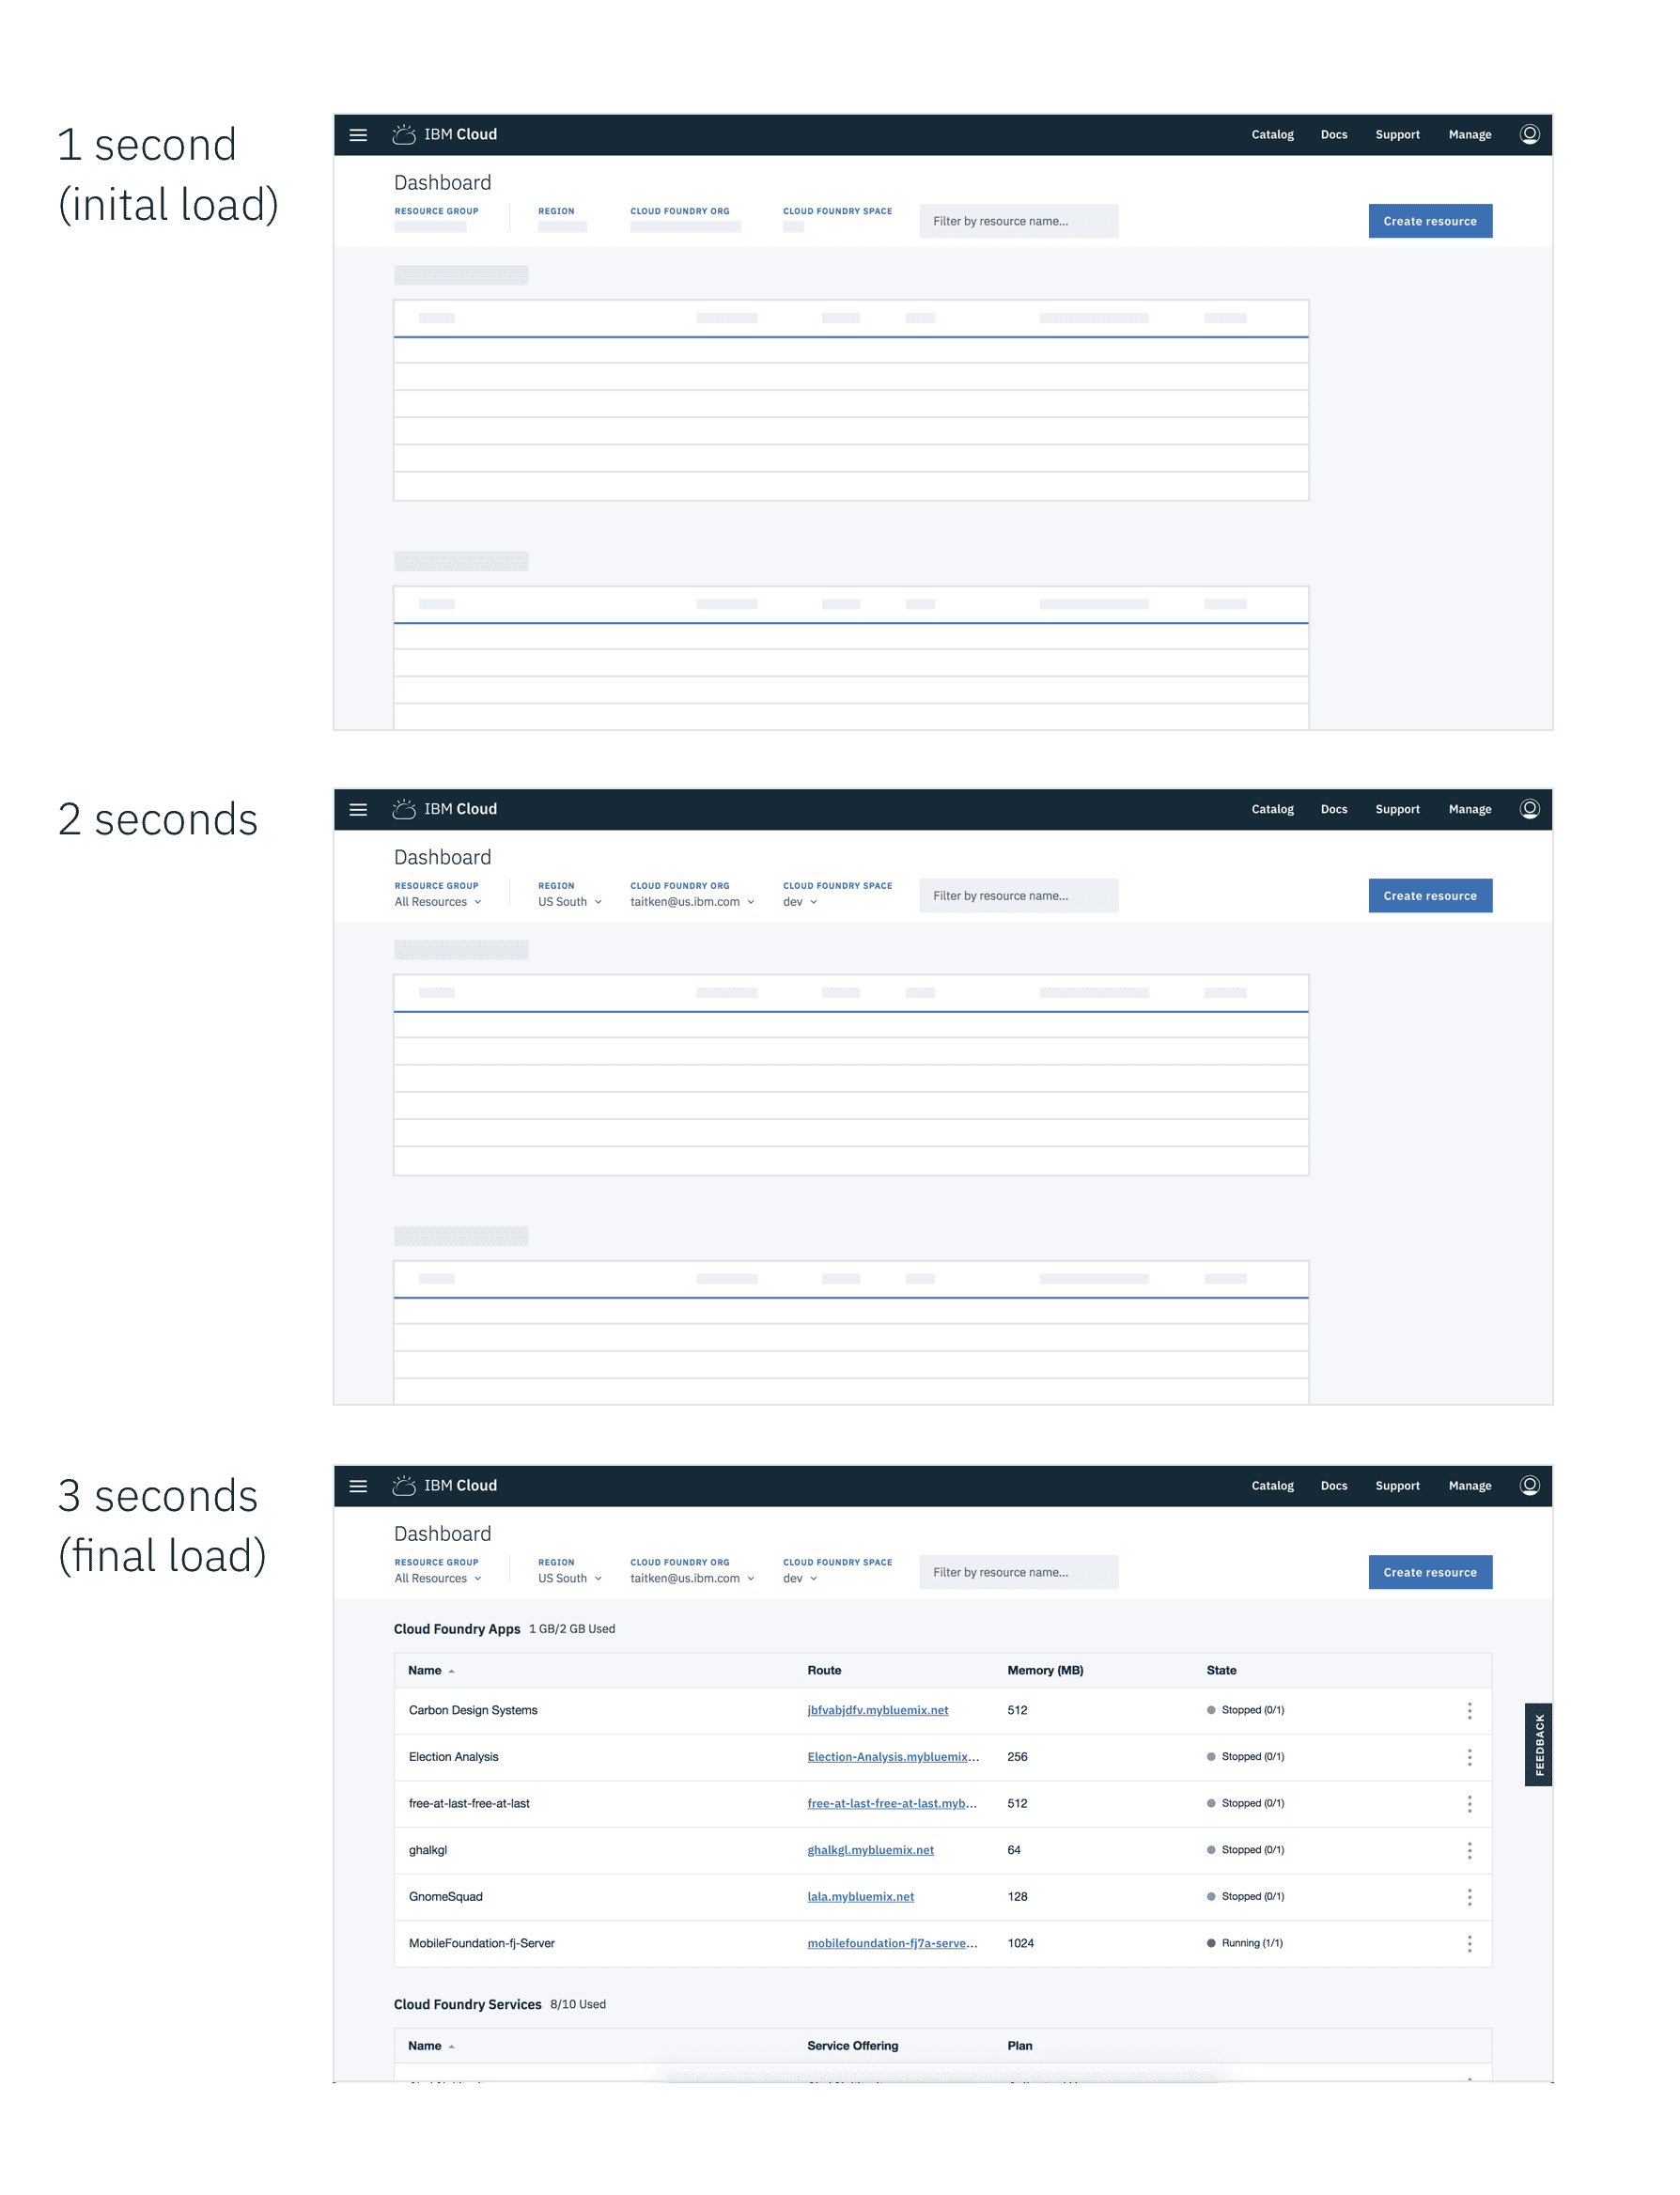 1 second
(inital load)
IBM Cloud
Catalog Docs Support Manage
Dashboard
RESOURCE GROUP REGION CLOUD FOUNDRY ORG CLOUD FOUNDRY SPACE
Filter by resource name...
Create resource
2 seconds
IBM Cloud
Catalog Docs Support Manage
Dashboard
RESOURCE GROUP REGION CLOUD FOUNDRY ORG CLOUD FOUNDRY SPACE
All Resources US South taitken@us.ibm.com dev
Filter by resource name...
Create resource
3 seconds
(final load)
IBM Cloud
Catalog Docs Support Manage
Dashboard
RESOURCE GROUP REGION CLOUD FOUNDRY ORG CLOUD FOUNDRY SPACE
All Resources US South taitken@us.ibm.com dev
Filter by resource name...
Create resource
Cloud Foundry Apps 1 GB/2 GB Used
Name Route Memory (MB) State
Carbon Design Systems jbfvabjdfv.mybluemix.net 512 Stopped (0/1)
Election Analysis Election-Analysis.mybluemix... 256 Stopped (0/1)
free-at-last-free-at-last free-at-last-free-at-last.myb... 512 Stopped (0/1)
ghalkgl ghalkgl.mybluemix.net 64 Stopped (0/1)
GnomeSquad lala.mybluemix.net 128 Stopped (0/1)
MobileFoundation-fj-Server mobilefoundation-fj7a-serve... 1024 Running (1/1)
FEEDBACK
Cloud Foundry Services 8/10 Used
Name Service Offering Plan